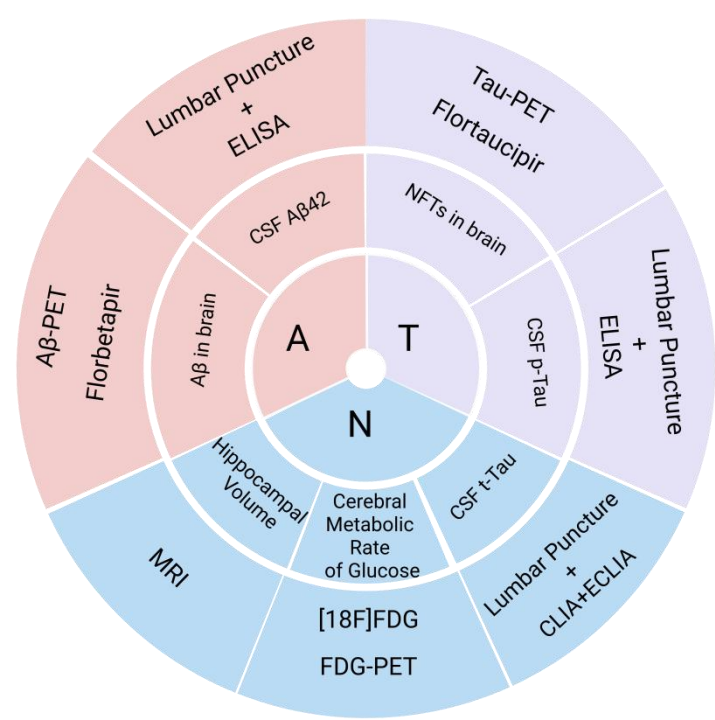 Lumbar Puncture
+
ELISA
Tau-PET
Flortaucipir
CSF Aβ42
NFTs in brain
Aβ-PET
Florbetapir
Aβ in brain
A
T
CSF p-Tau
Lumbar Puncture
+
ELISA
N
Hippocampal
Volume
Cerebral
Metabolic
Rate
of Glucose
CSF t-Tau
MRI
[18F]FDG
FDG-PET
Lumbar Puncture
+
CLIA+ECLIA